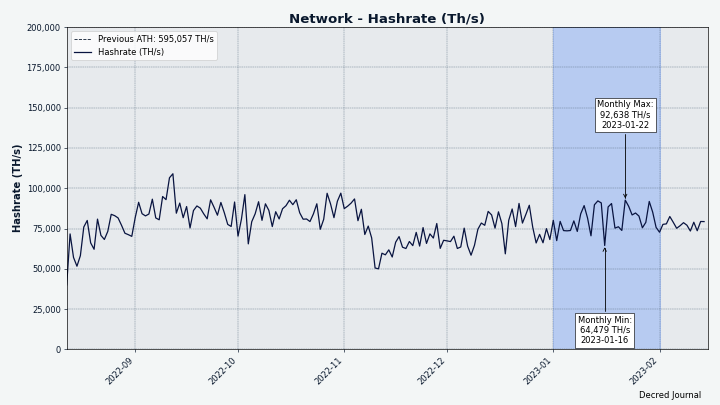 Network - Hashrate (Th/s)
Previous ATH: 595,057 TH/s
Hashrate (TH/s)
Hashrate (TH/s)
200,000
175,000
150,000
125,000
100,000
75,000
50,000
25,000
0
Monthly Max:
92,638 TH/s
2023-01-22
Monthly Min:
64,479 TH/s
2023-01-16
2022-09
2022-10
2022-11
2022-12
2023-01
2023-02
Decred Journal